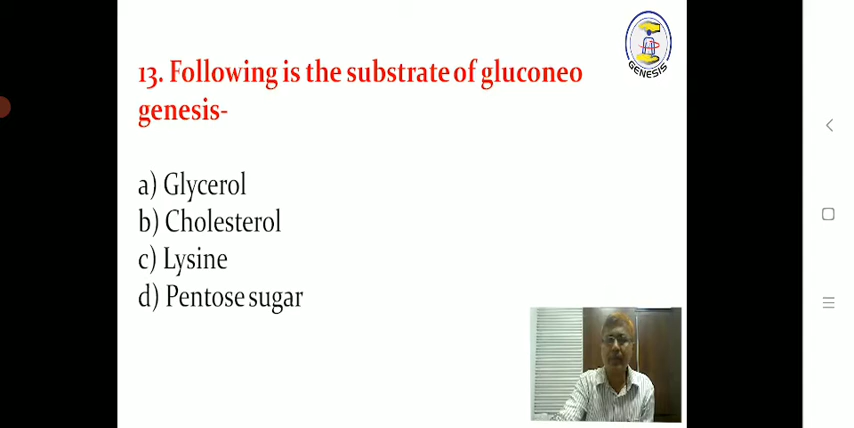 GENESIS
13. Following is the substrate of gluconeo
genesis-
a) Glycerol
b) Cholesterol
c) Lysine
d) Pentose sugar